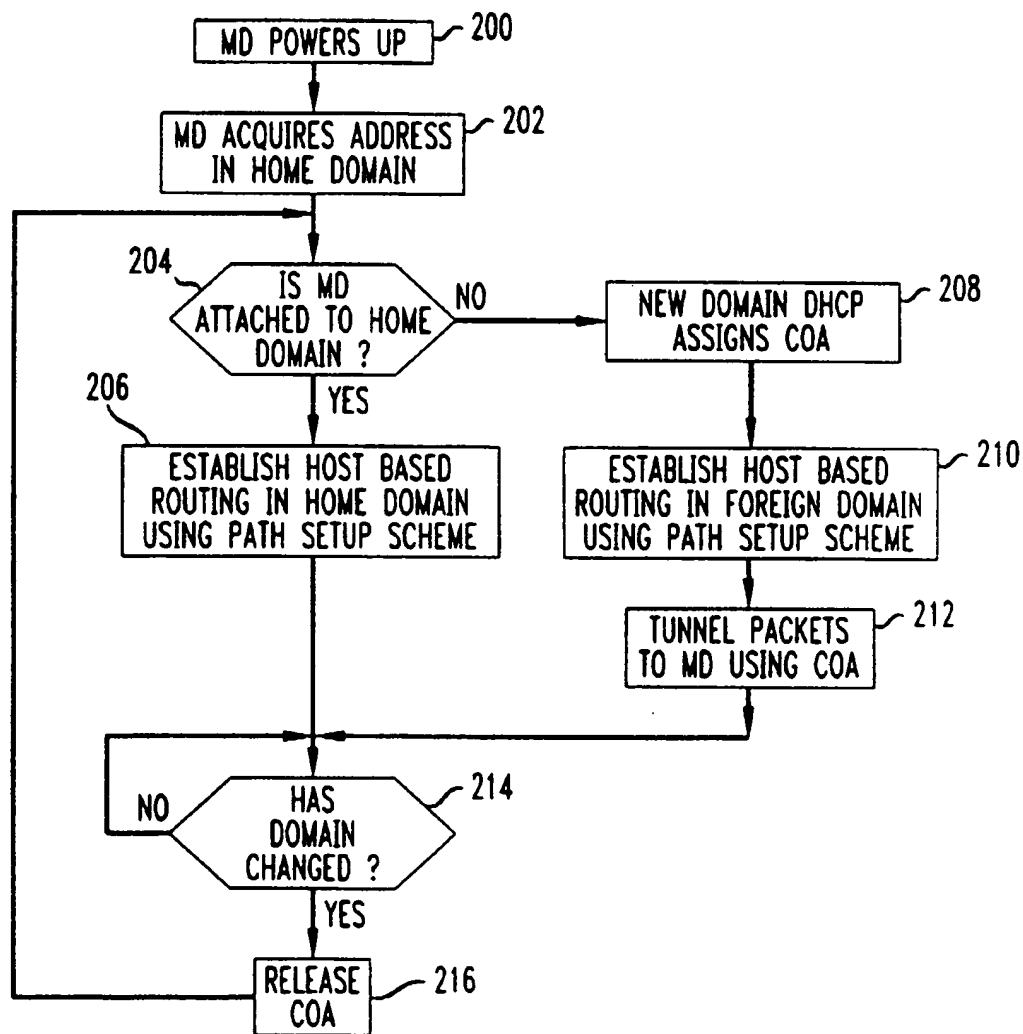 MD POWERS UP
200
MD ACQUIRES ADDRESS
IN HOME DOMAIN
202
204
IS MD
ATTACHED TO HOME
DOMAIN ?
NO
NEW DOMAIN DHCP
ASSIGNS COA
208
YES
206
ESTABLISH HOST BASED
ROUTING IN HOME DOMAIN
USING PATH SETUP SCHEME
ESTABLISH HOST BASED
ROUTING IN FOREIGN DOMAIN
USING PATH SETUP SCHEME
210
TUNNEL PACKETS
TO MD USING COA
212
NO
HAS
DOMAIN
CHANGED ?
214
YES
RELEASE
COA
216